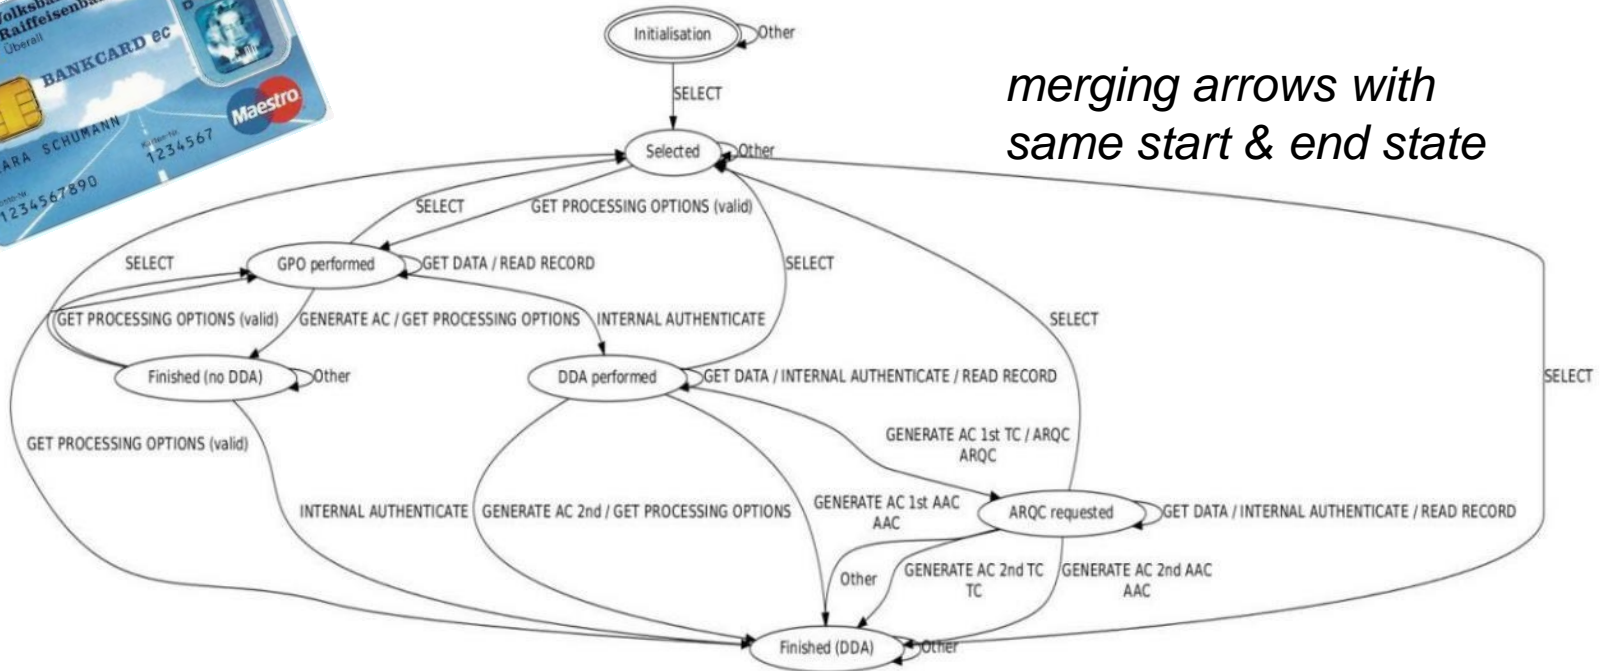 Volksba
Raiffeisenba
Überall
BANKCARD ec
Maestro
ARA SCHUMANN
1234567
1234567890
merging arrows with
same start & end state
Initialisation
Other
SELECT
Selected
Other
SELECT
GET PROCESSING OPTIONS (valid)
SELECT
GPO performed
GET DATA / READ RECORD
SELECT
GET PROCESSING OPTIONS (valid)
GENERATE AC / GET PROCESSING OPTIONS
INTERNAL AUTHENTICATE
SELECT
Finished (no DDA)
Other
DDA performed
GET DATA / INTERNAL AUTHENTICATE / READ RECORD
SELECT
GET PROCESSING OPTIONS (valid)
GENERATE AC 1st TC / ARQC
ARQC
INTERNAL AUTHENTICATE
GENERATE AC 2nd / GET PROCESSING OPTIONS
GENERATE AC 1st AAC
AAC
ARQC requested
GET DATA / INTERNAL AUTHENTICATE / READ RECORD
Other
GENERATE AC 2nd TC
TC
GENERATE AC 2nd AAC
AAC
Finished (DDA)
Other